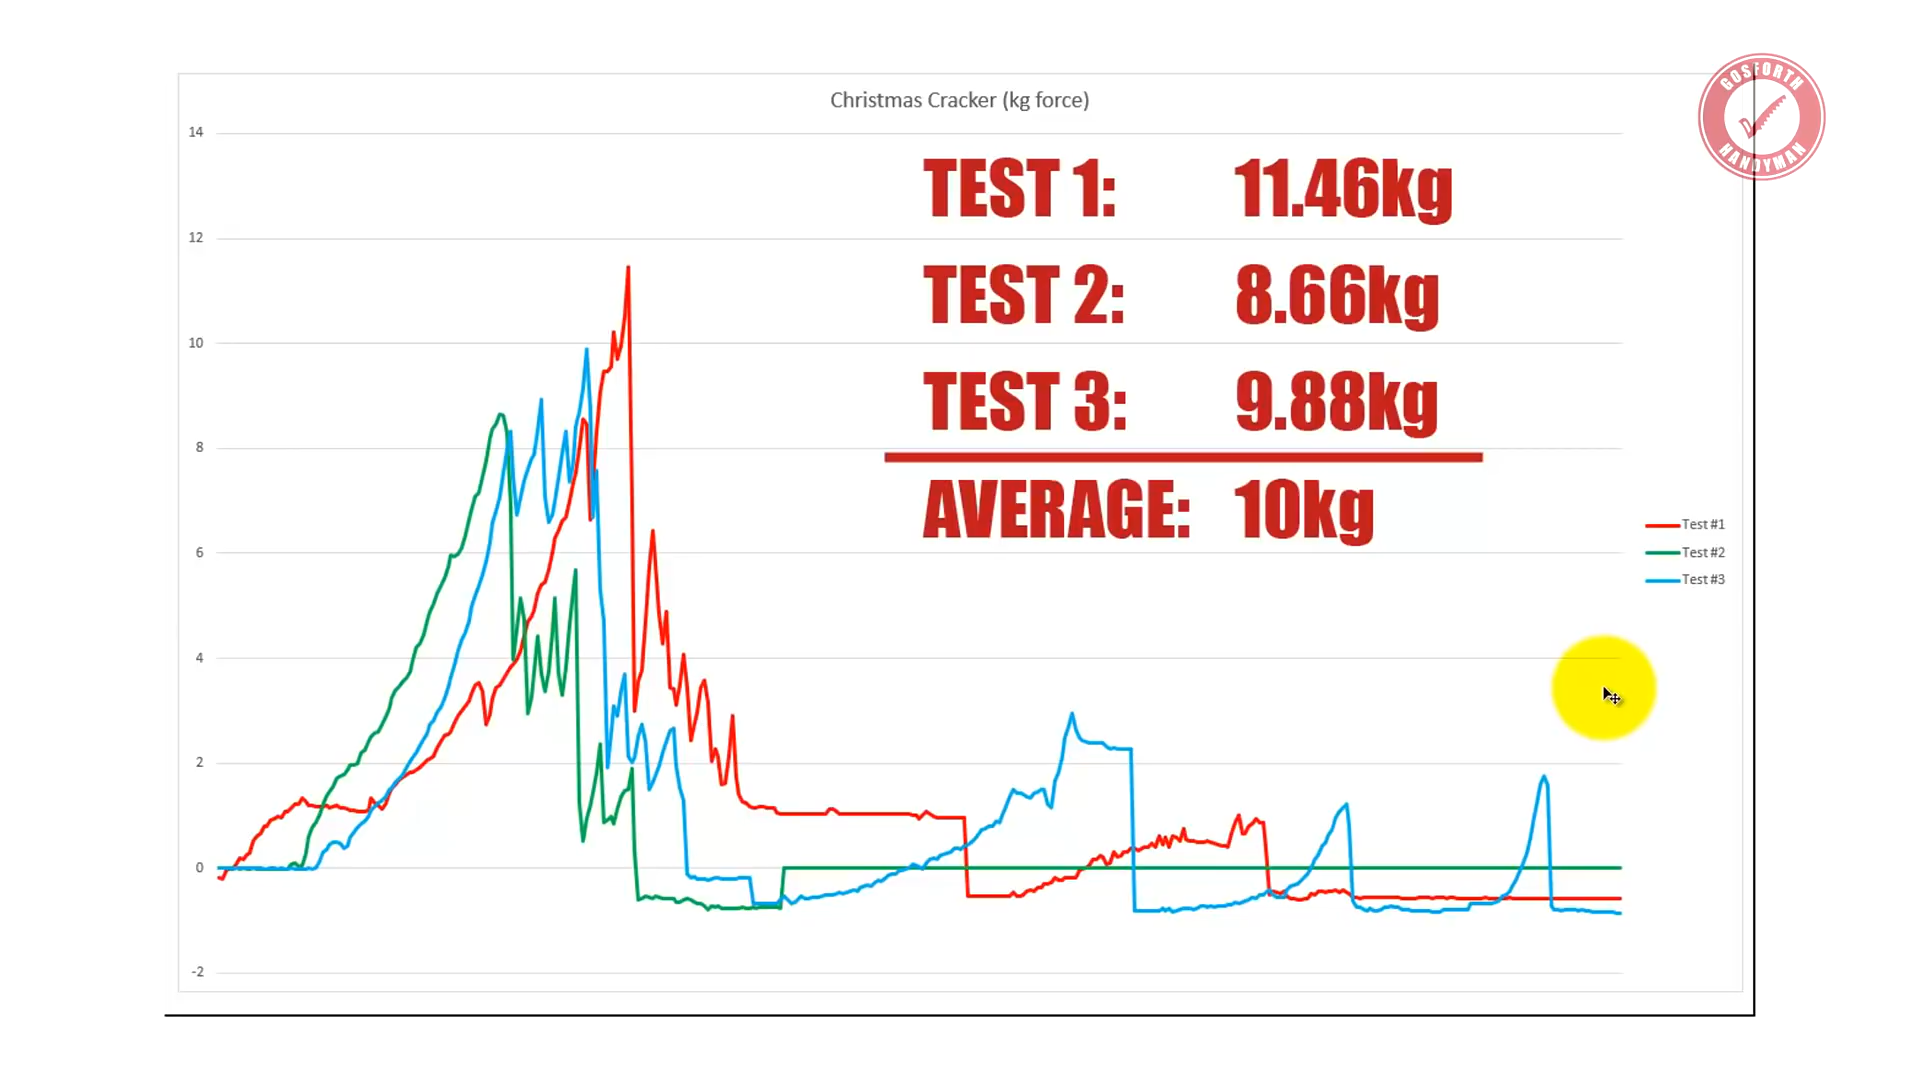 GOSFORTH
HANDYMAN
Christmas Cracker (kg force)
14
12
10
8
6
4
2
0
-2
TEST 1: 11.46kg
TEST 2: 8.66kg
TEST 3: 9.88kg
AVERAGE: 10kg
Test #1
Test #2
Test #3